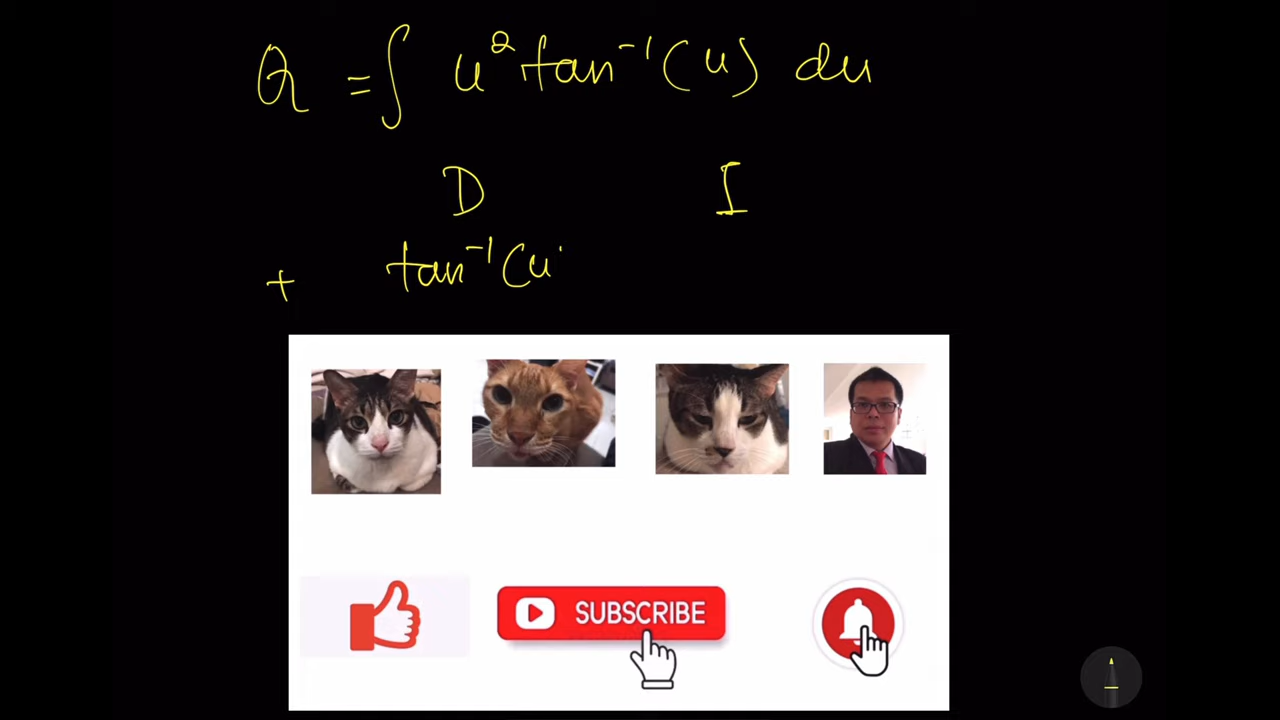 Q = ∫ u² tan⁻¹(u) du
D I
+ tan⁻¹(u
SUBSCRIBE